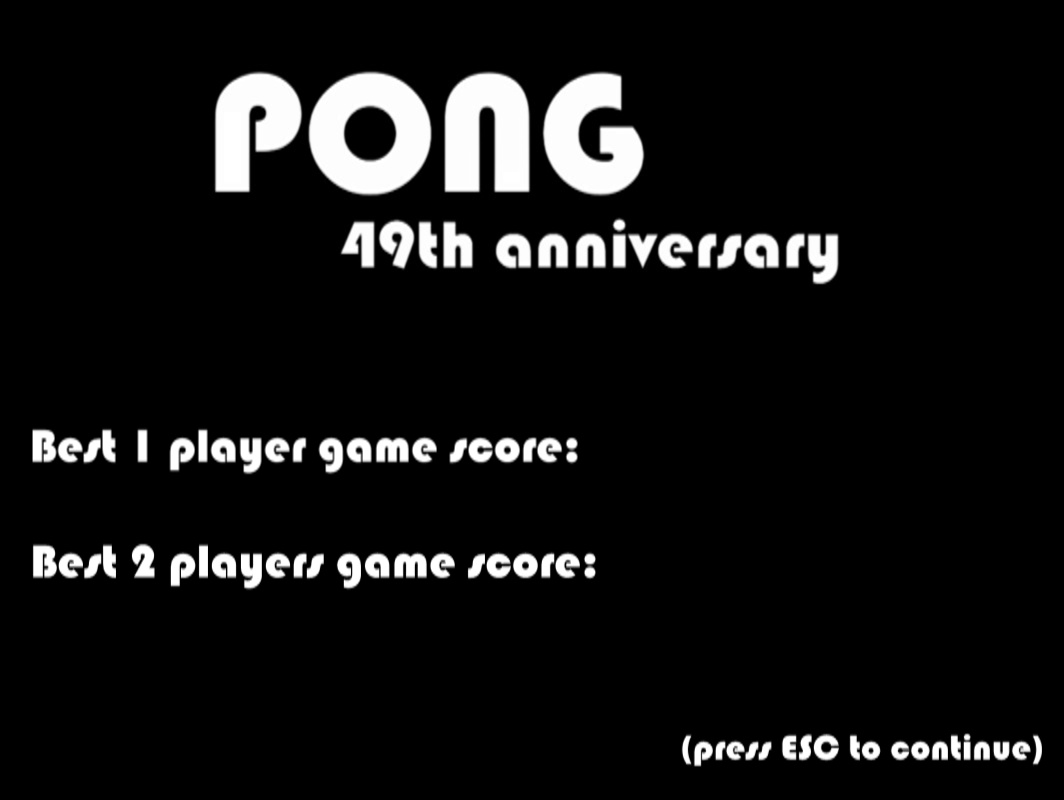 PONG
49th anniversary
Best 1 player game score:
Best 2 players game score:
(press ESC to continue)